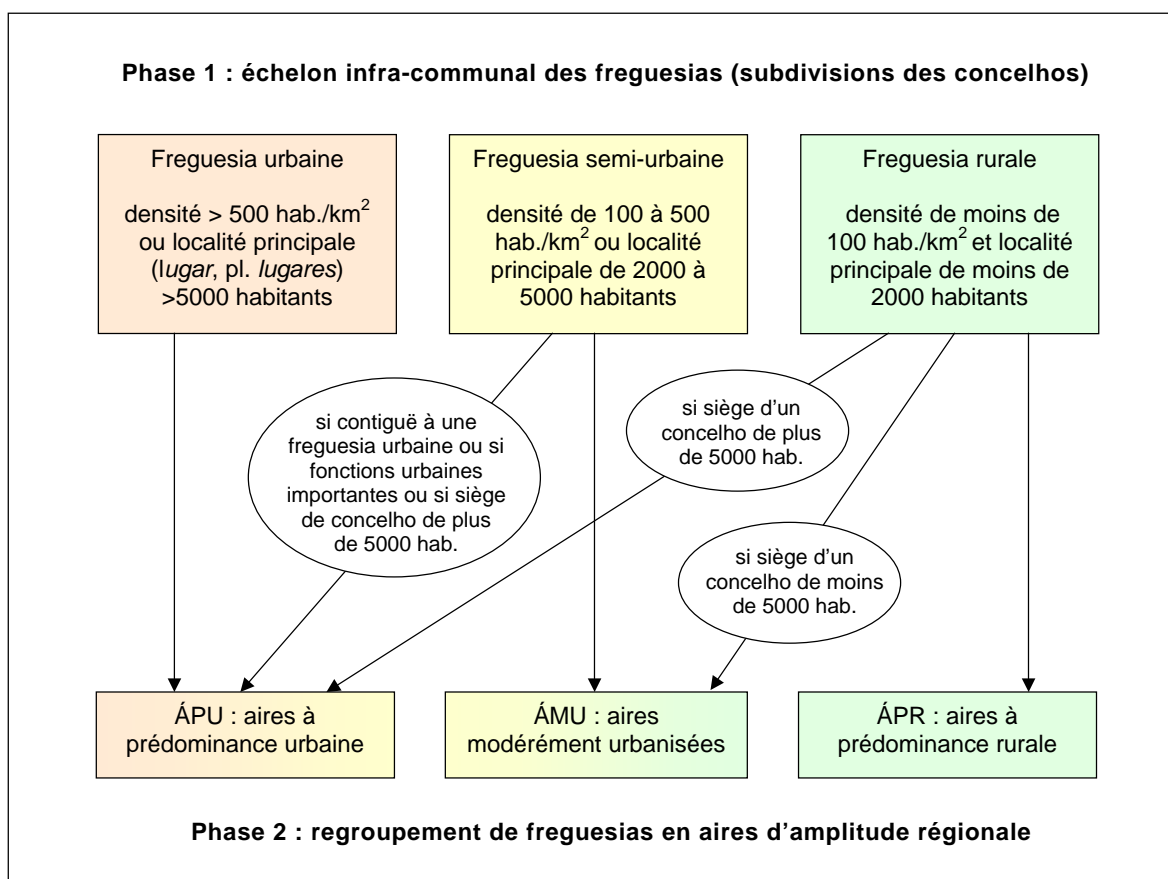 Phase 1 : échelon infra-communal des freguesias (subdivisions des concelhos)
Freguesia urbaine
densité > 500 hab./km²
ou localité principale
(lugar, pl. lugares)
>5000 habitants
Freguesia semi-urbaine
densité de 100 à 500
hab./km² ou localité
principale de 2000 à
5000 habitants
Freguesia rurale
densité de moins de
100 hab./km² et localité
principale de moins de
2000 habitants
si contiguë à une
freguesia urbaine ou si
fonctions urbaines
importantes ou si siège
de concelho de plus
de 5000 hab.
si siège d'un
concelho de plus
de 5000 hab.
si siège d'un
concelho de moins
de 5000 hab.
ÁPU : aires à
prédominance urbaine
ÁMU : aires
modérément urbanisées
ÁPR : aires à
prédominance rurale
Phase 2 : regroupement de freguesias en aires d'amplitude régionale